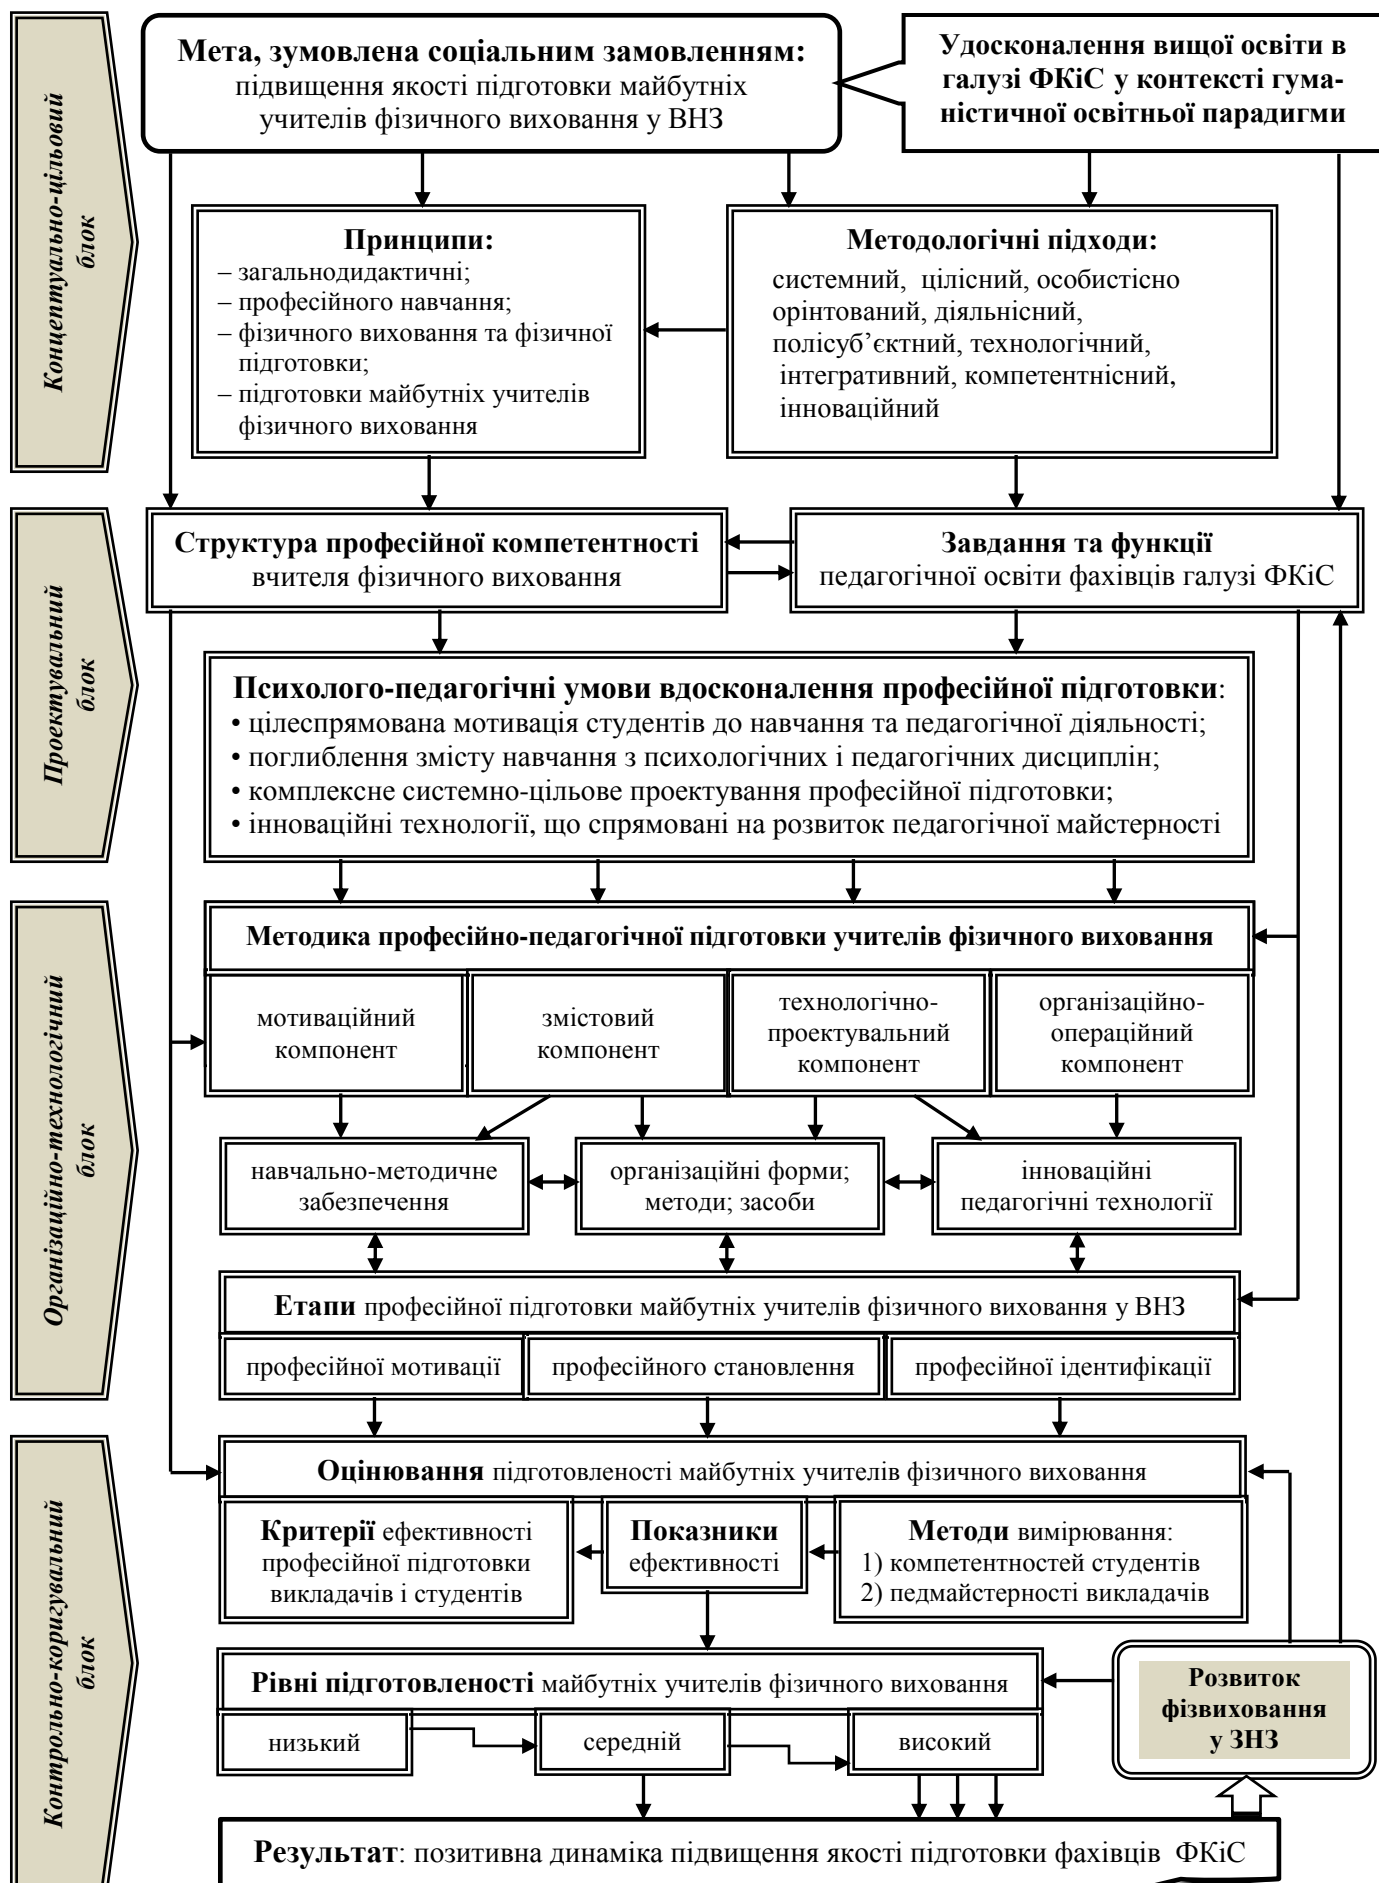 Концептуально-цільовий
блок
Мета, зумовлена соціальним замовленням:
підвищення якості підготовки майбутніх
учителів фізичного виховання у ВНЗ
Удосконалення вищої освіти в
галузі ФКіС у контексті гума-
ністичної освітньої парадигми
Принципи:
– загальнодидактичні;
– професійного навчання;
– фізичного виховання та фізичної
підготовки;
– підготовки майбутніх учителів
фізичного виховання
Методологічні підходи:
системний, цілісний, особистісно
орінтований, діяльнісний,
полісуб’єктний, технологічний,
інтегративний, компетентнісний,
інноваційний
Проектувальний
блок
Структура професійної компетентності
вчителя фізичного виховання
Завдання та функції
педагогічної освіти фахівців галузі ФКіС
Психолого-педагогічні умови вдосконалення професійної підготовки:
• цілеспрямована мотивація студентів до навчання та педагогічної діяльності;
• поглиблення змісту навчання з психологічних і педагогічних дисциплін;
• комплексне системно-цільове проектування професійної підготовки;
• інноваційні технології, що спрямовані на розвиток педагогічної майстерності
Організаційно-технологічний
блок
Методика професійно-педагогічної підготовки учителів фізичного виховання
мотиваційний
компонент
змістовий
компонент
технологічно-
проектувальний
компонент
організаційно-
операційний
компонент
навчально-методичне
забезпечення
організаційні форми;
методи; засоби
інноваційні
педагогічні технології
Етапи професійної підготовки майбутніх учителів фізичного виховання у ВНЗ
професійної мотивації
професійного становлення
професійної ідентифікації
Контрольно-коригувальний
блок
Оцінювання підготовленості майбутніх учителів фізичного виховання
Критерії ефективності
професійної підготовки
викладачів і студентів
Показники
ефективності
Методи вимірювання:
1) компетентностей студентів
2) педмайстерності викладачів
Рівні підготовленості майбутніх учителів фізичного виховання
низький
середній
високий
Розвиток
фізвиховання
у ЗНЗ
Результат: позитивна динаміка підвищення якості підготовки фахівців ФКіС